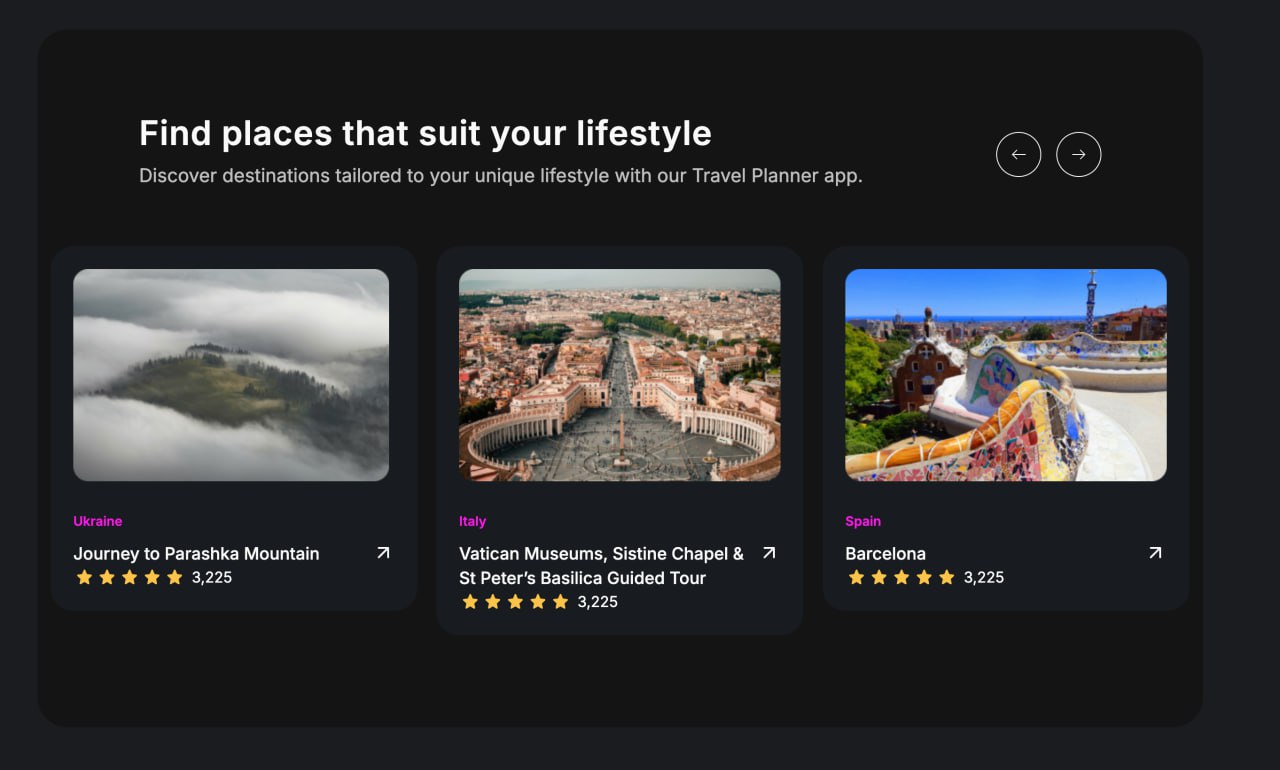 Find places that suit your lifestyle
Discover destinations tailored to your unique lifestyle with our Travel Planner app.
Ukraine
Journey to Parashka Mountain
3,225
Italy
Vatican Museums, Sistine Chapel &
St Peter’s Basilica Guided Tour
3,225
Spain
Barcelona
3,225